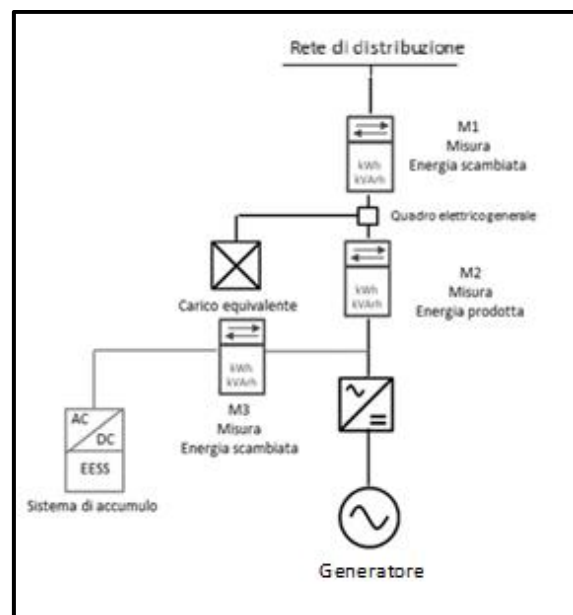 Rete di distribuzione
M1
Misura
Energia scambiata
kWh
kVArh
Quadro elettrico generale
M2
Misura
Energia prodotta
kWh
kVArh
Carico equivalente
kWh
kVArh
M3
Misura
Energia scambiata
AC
DC
EESS
Sistema di accumulo
Generatore